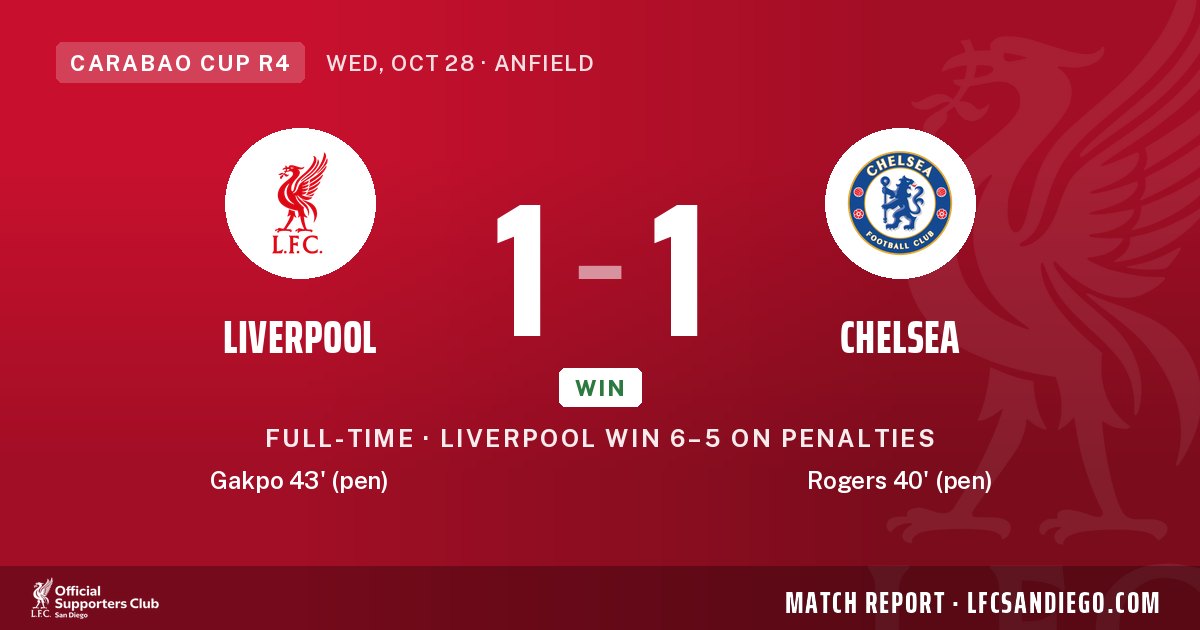 CARABAO CUP R4
WED, OCT 28 · ANFIELD
L.F.C.
CHELSEA
FOOTBALL CLUB
1 – 1
LIVERPOOL
CHELSEA
WIN
FULL-TIME · LIVERPOOL WIN 6–5 ON PENALTIES
Gakpo 43' (pen)
Rogers 40' (pen)
L.F.C.
Official
Supporters Club
San Diego
MATCH REPORT · LFCSANDIEGO.COM